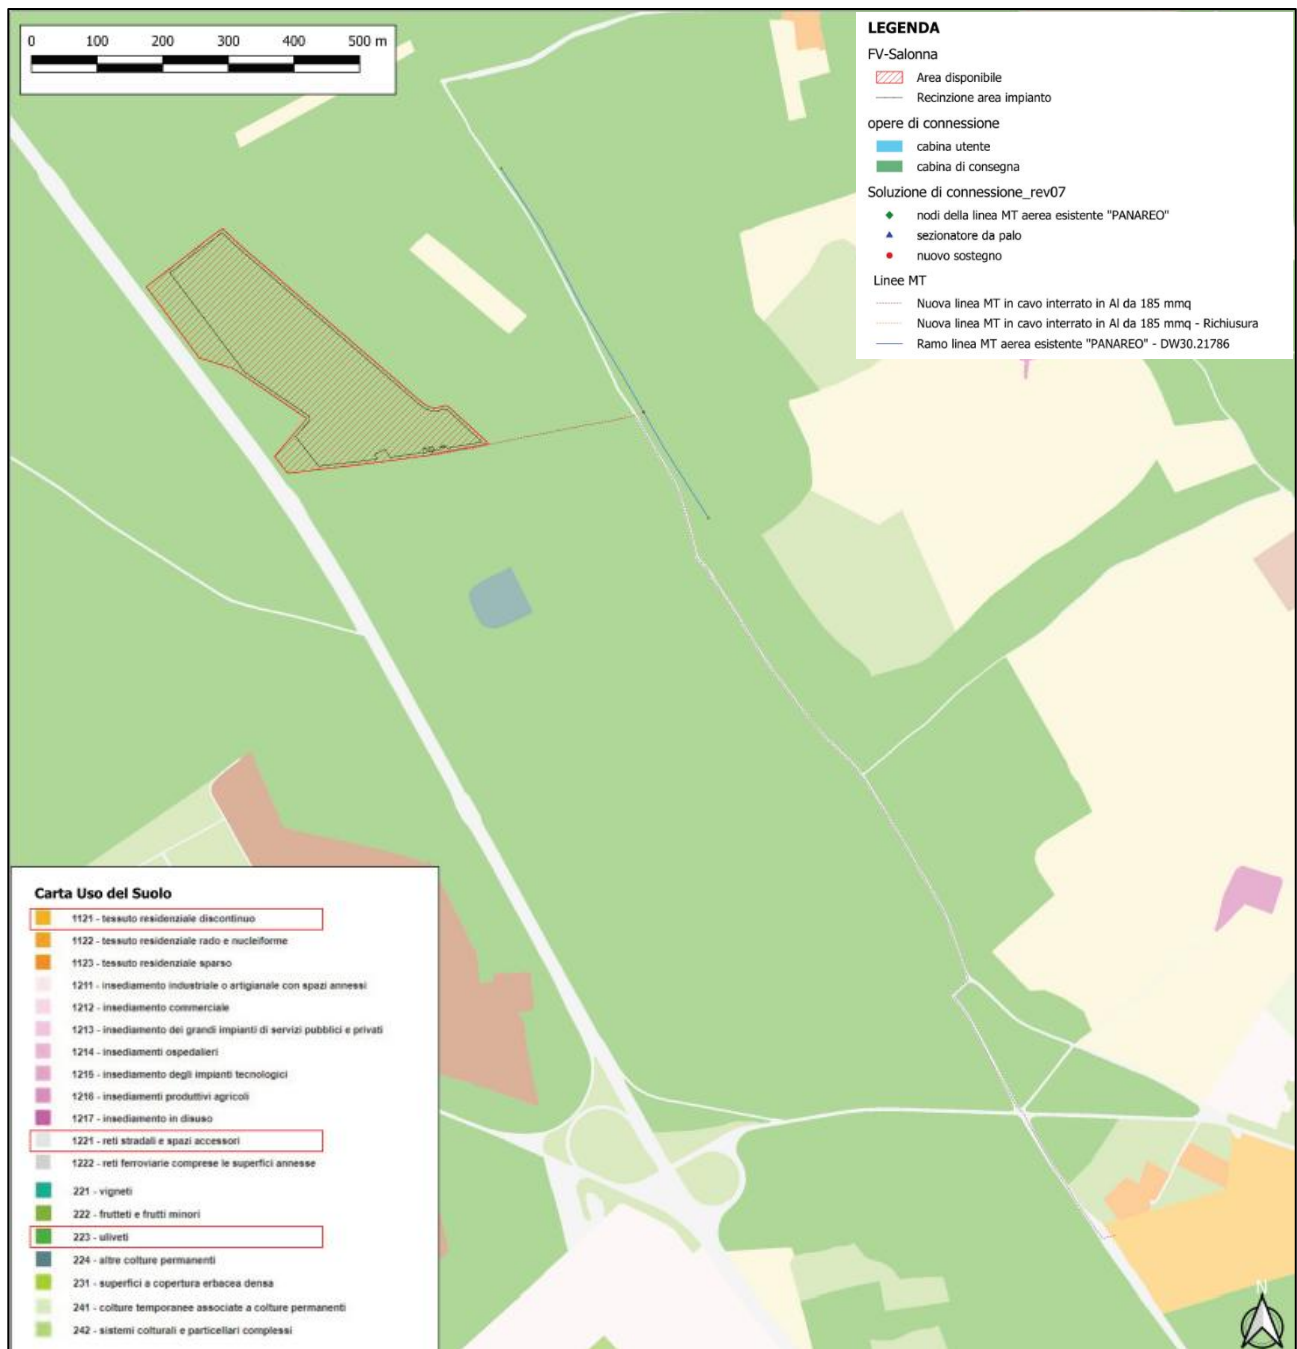 0 100 200 300 400 500 m
LEGENDA
FV-Salonna
Area disponibile
Recinzione area impianto
opere di connessione
cabina utente
cabina di consegna
Soluzione di connessione_rev07
nodi della linea MT aerea esistente "PANAREO"
sezionatore da palo
nuovo sostegno
Linee MT
Nuova linea MT in cavo interrato in Al da 185 mmq
Nuova linea MT in cavo interrato in Al da 185 mmq - Richiusura
Ramo linea MT aerea esistente "PANAREO" - DW30.21786
Carta Uso del Suolo
1121 - tessuto residenziale discontinuo
1122 - tessuto residenziale rado e nucleiforme
1123 - tessuto residenziale sparso
1211 - insediamento industriale o artigianale con spazi annessi
1212 - insediamento commerciale
1213 - insediamento dei grandi impianti di servizi pubblici e privati
1214 - insediamenti ospedalieri
1215 - insediamento degli impianti tecnologici
1216 - insediamenti produttivi agricoli
1217 - insediamento in disuso
1221 - reti stradali e spazi accessori
1222 - reti ferroviarie comprese le superfici annesse
221 - vigneti
222 - frutteti e frutti minori
223 - uliveti
224 - altre colture permanenti
231 - superfici a copertura erbacea densa
241 - colture temporanee associate a colture permanenti
242 - sistemi colturali e particellari complessi
N